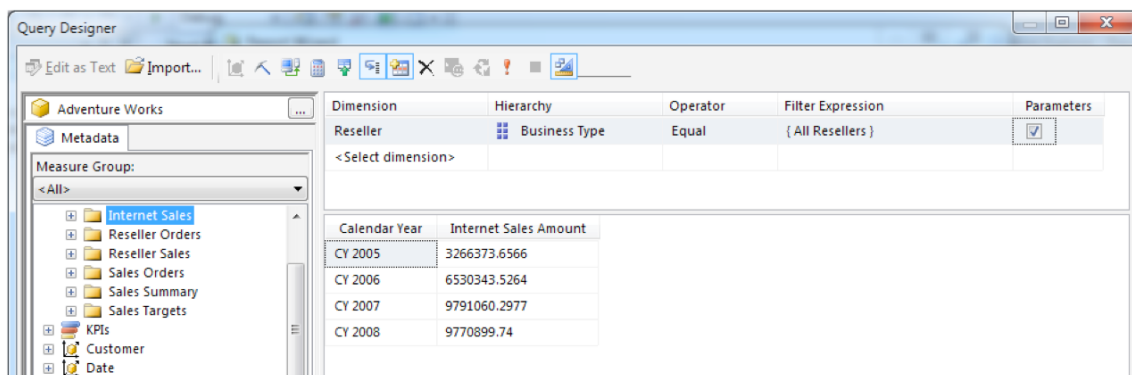 Query Designer
Edit as Text Import...
Adventure Works ...
Metadata
Measure Group:
<All>
Internet Sales
Reseller Orders
Reseller Sales
Sales Orders
Sales Summary
Sales Targets
KPIs
Customer
Date
Dimension Hierarchy Operator Filter Expression Parameters
Reseller Business Type Equal { All Resellers }
<Select dimension>
Calendar Year Internet Sales Amount
CY 2005 3266373.6566
CY 2006 6530343.5264
CY 2007 9791060.2977
CY 2008 9770899.74